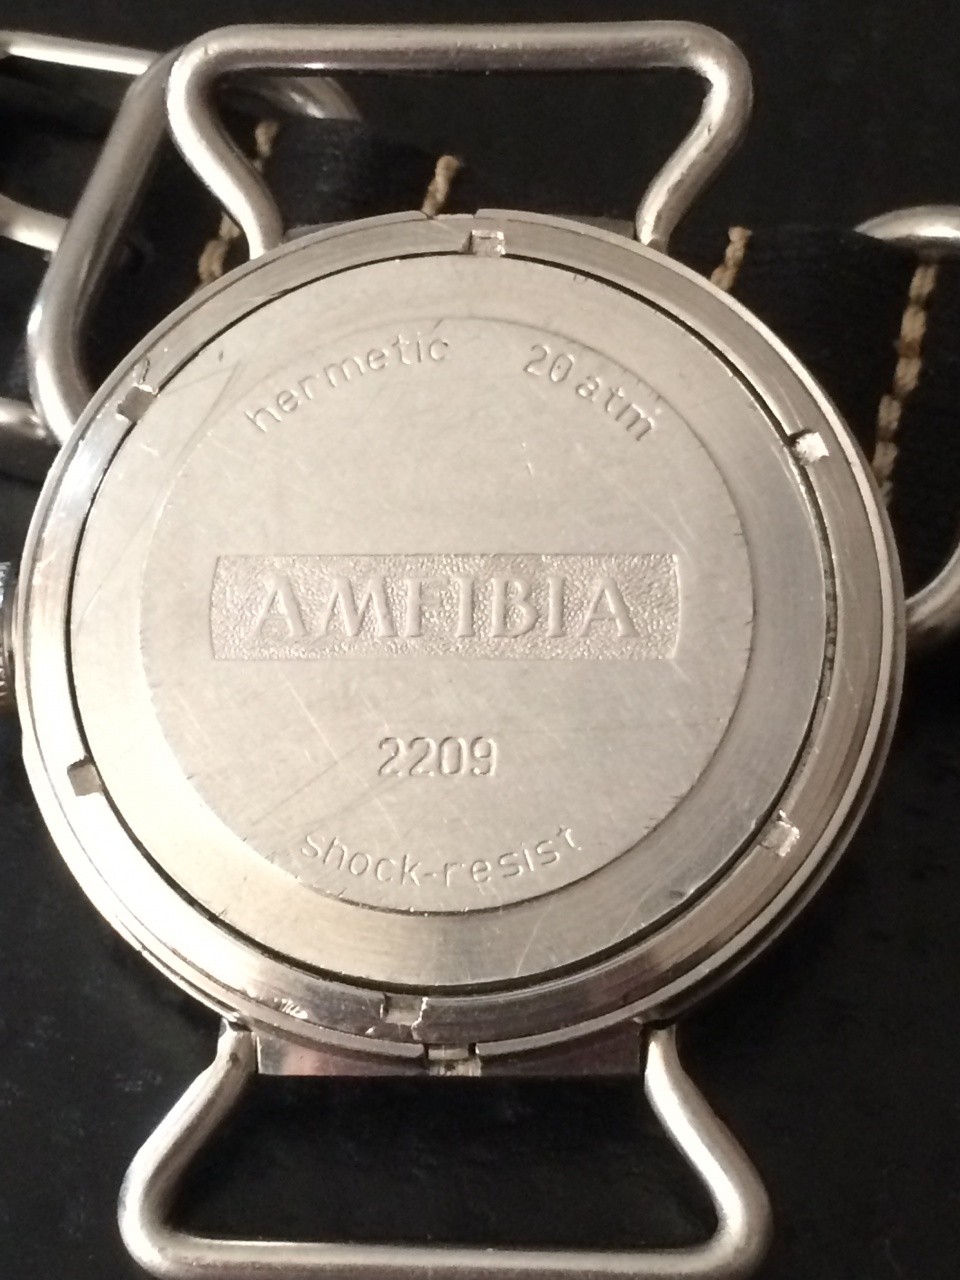 hermetic 20 atm
AMFIBIA
2209
shock-resist